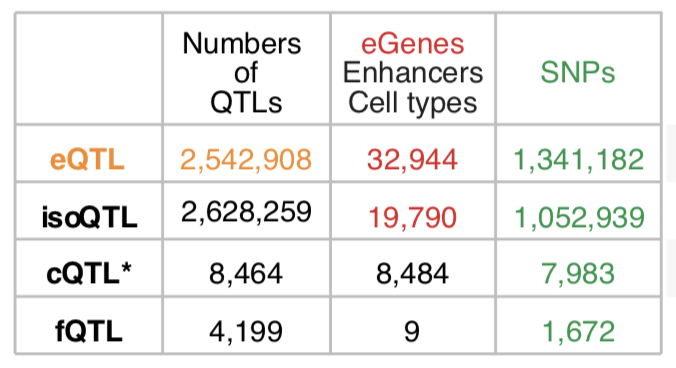 Numbers of QTLs
eGenes Enhancers Cell types
SNPs
eQTL 2,542,908 32,944 1,341,182
isoQTL 2,628,259 19,790 1,052,939
cQTL* 8,464 8,484 7,983
fQTL 4,199 9 1,672